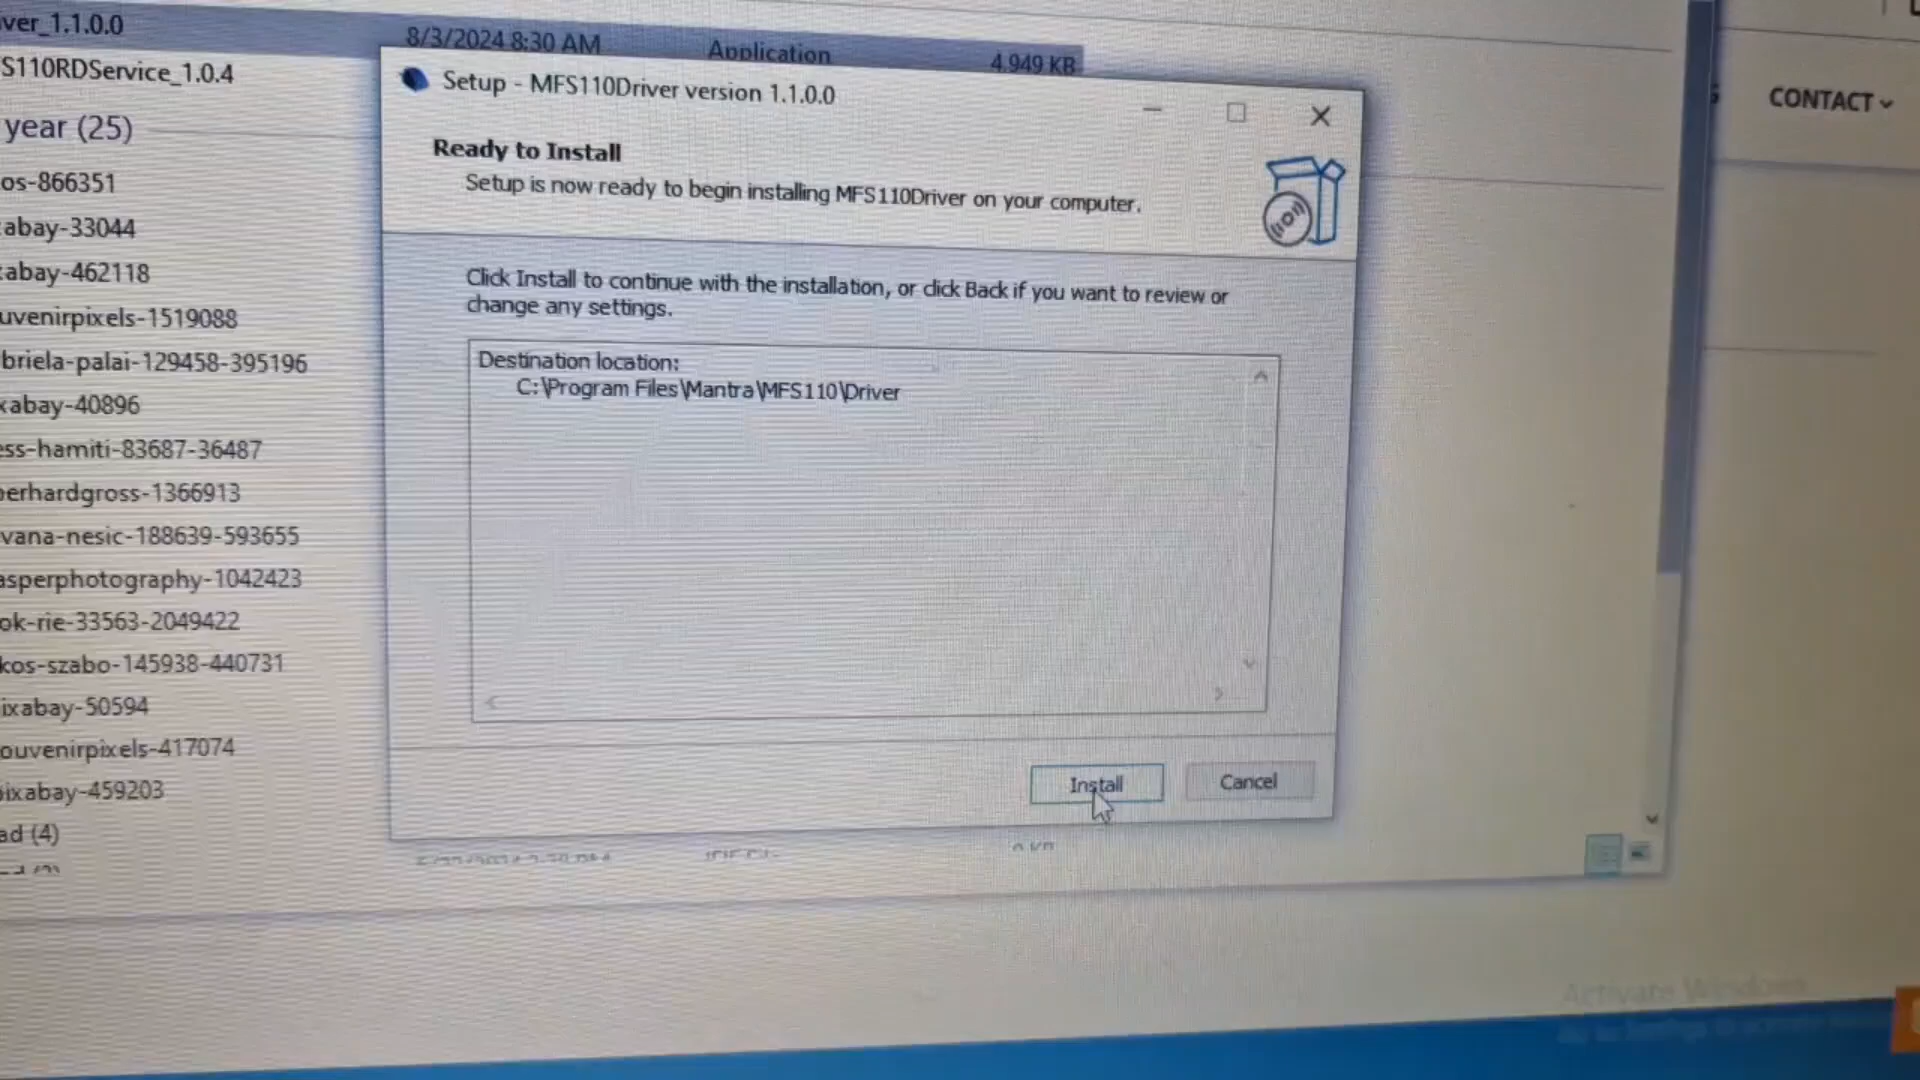 ver_1.1.0.0
8/3/2024 8:30 AM
Application
4,949 KB
S110RDService_1.0.4
year (25)
os-866351
abay-33044
abay-462118
uvenirpixels-1519088
briela-palai-129458-395196
xabay-40896
ess-hamiti-83687-36487
erhardgross-1366913
vana-nesic-188639-593655
asperphotography-1042423
ok-rie-33563-2049422
kos-szabo-145938-440731
ixabay-50594
ouvenirpixels-417074
ixabay-459203
ad (4)
Setup - MFS110Driver version 1.1.0.0
Ready to Install
Setup is now ready to begin installing MFS110Driver on your computer.
Click Install to continue with the installation, or click Back if you want to review or
change any settings.
Destination location:
C:\Program Files\Mantra\MFS110\Driver
Install
Cancel
CONTACT
Activate Windows